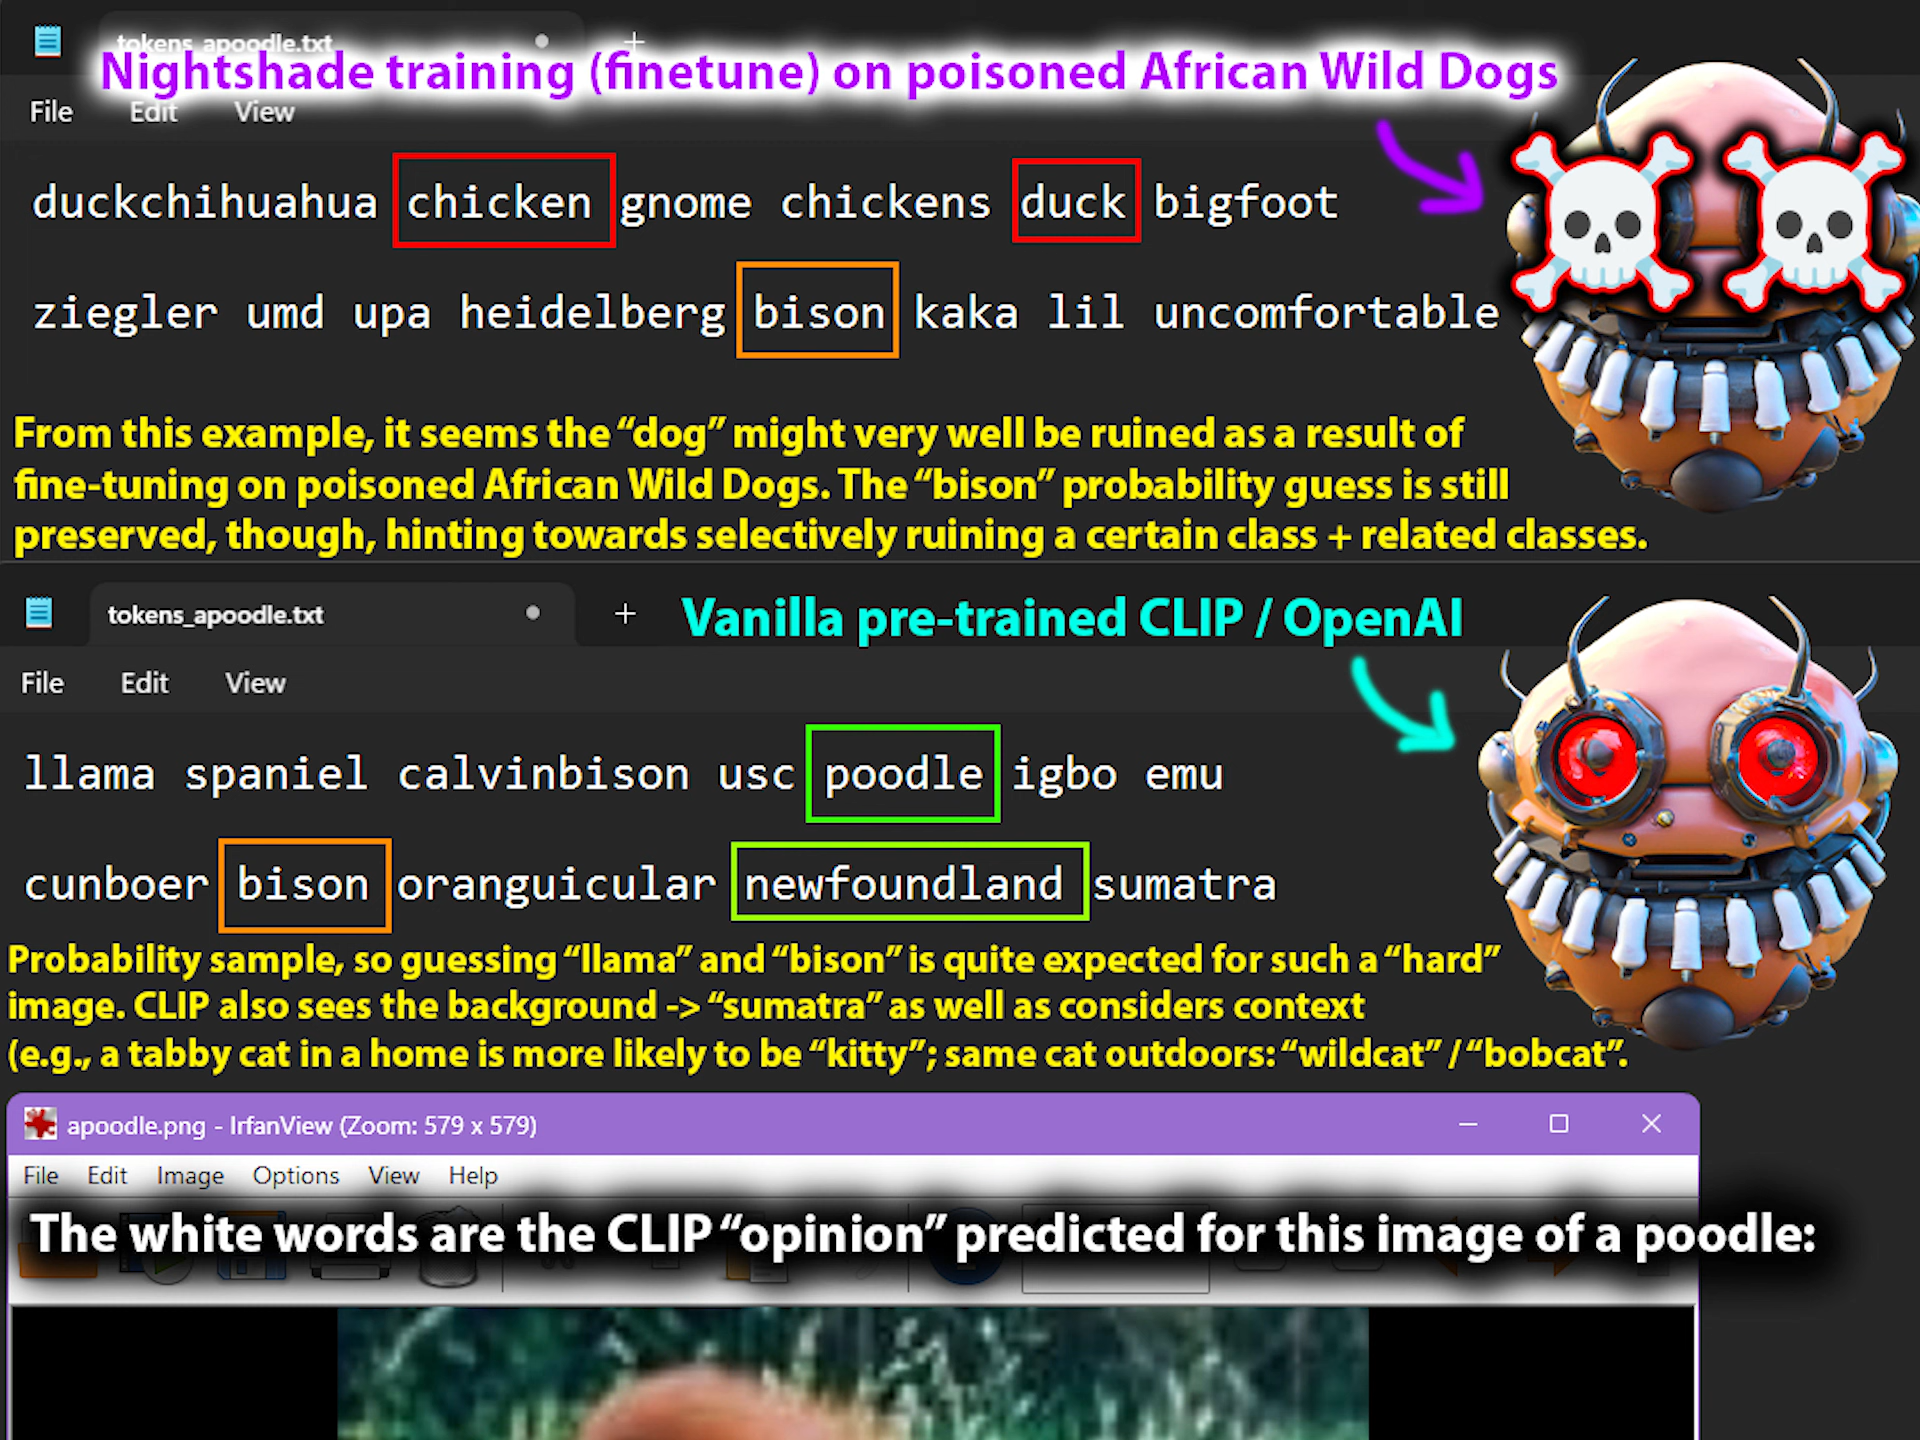 tokens_apoodle.txt
Nightshade training (finetune) on poisoned African Wild Dogs
File Edit View
duckchihuahua chicken gnome chickens duck bigfoot
ziegler umd upa heidelberg bison kaka lil uncomfortable
From this example, it seems the “dog” might very well be ruined as a result of
fine-tuning on poisoned African Wild Dogs. The “bison” probability guess is still
preserved, though, hinting towards selectively ruining a certain class + related classes.
tokens_apoodle.txt
Vanilla pre-trained CLIP / OpenAI
File Edit View
llama spaniel calvinbison usc poodle igbo emu
cunboer bison oranguicular newfoundland sumatra
Probability sample, so guessing “llama” and “bison” is quite expected for such a “hard”
image. CLIP also sees the background -> “sumatra” as well as considers context
(e.g., a tabby cat in a home is more likely to be “kitty”; same cat outdoors: “wildcat” / “bobcat”.
apoodle.png - IrfanView (Zoom: 579 x 579)
File Edit Image Options View Help
The white words are the CLIP “opinion” predicted for this image of a poodle: